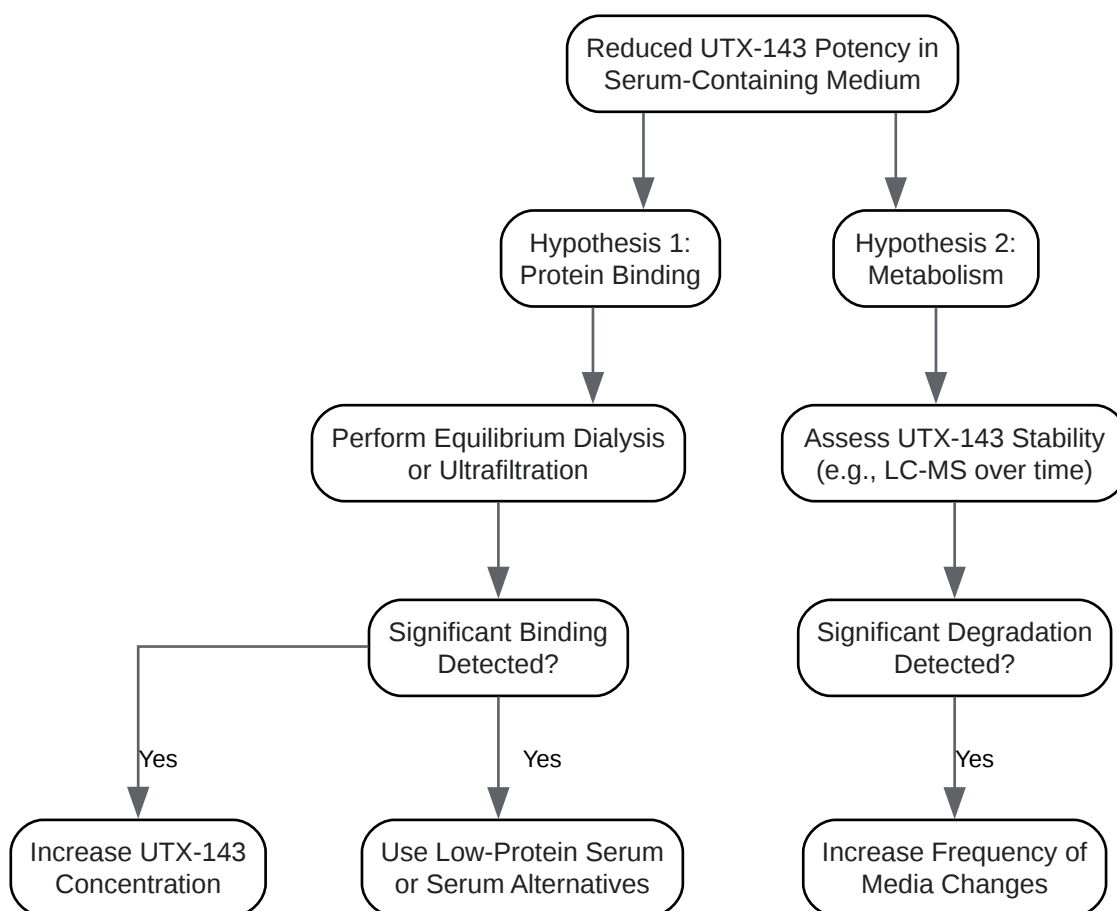 Reduced UTX-143 Potency in
Serum-Containing Medium
Hypothesis 1:
Protein Binding
Hypothesis 2:
Metabolism
Perform Equilibrium Dialysis
or Ultrafiltration
Assess UTX-143 Stability
(e.g., LC-MS over time)
Significant Binding
Detected?
Significant Degradation
Detected?
Yes
Yes
Yes
Increase UTX-143
Concentration
Use Low-Protein Serum
or Serum Alternatives
Increase Frequency of
Media Changes